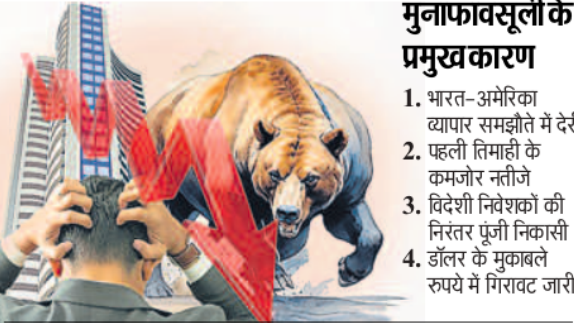 मुनाफावसूली के
प्रमुख कारण
1. भारत-अमेरिका
व्यापार समझौते में देरी
2. पहली तिमाही के
कमजोर नतीजे
3. विदेशी निवेशकों की
निरंतर पूंजी निकासी
4. डॉलर के मुकाबले
रुपये में गिरावट जारी